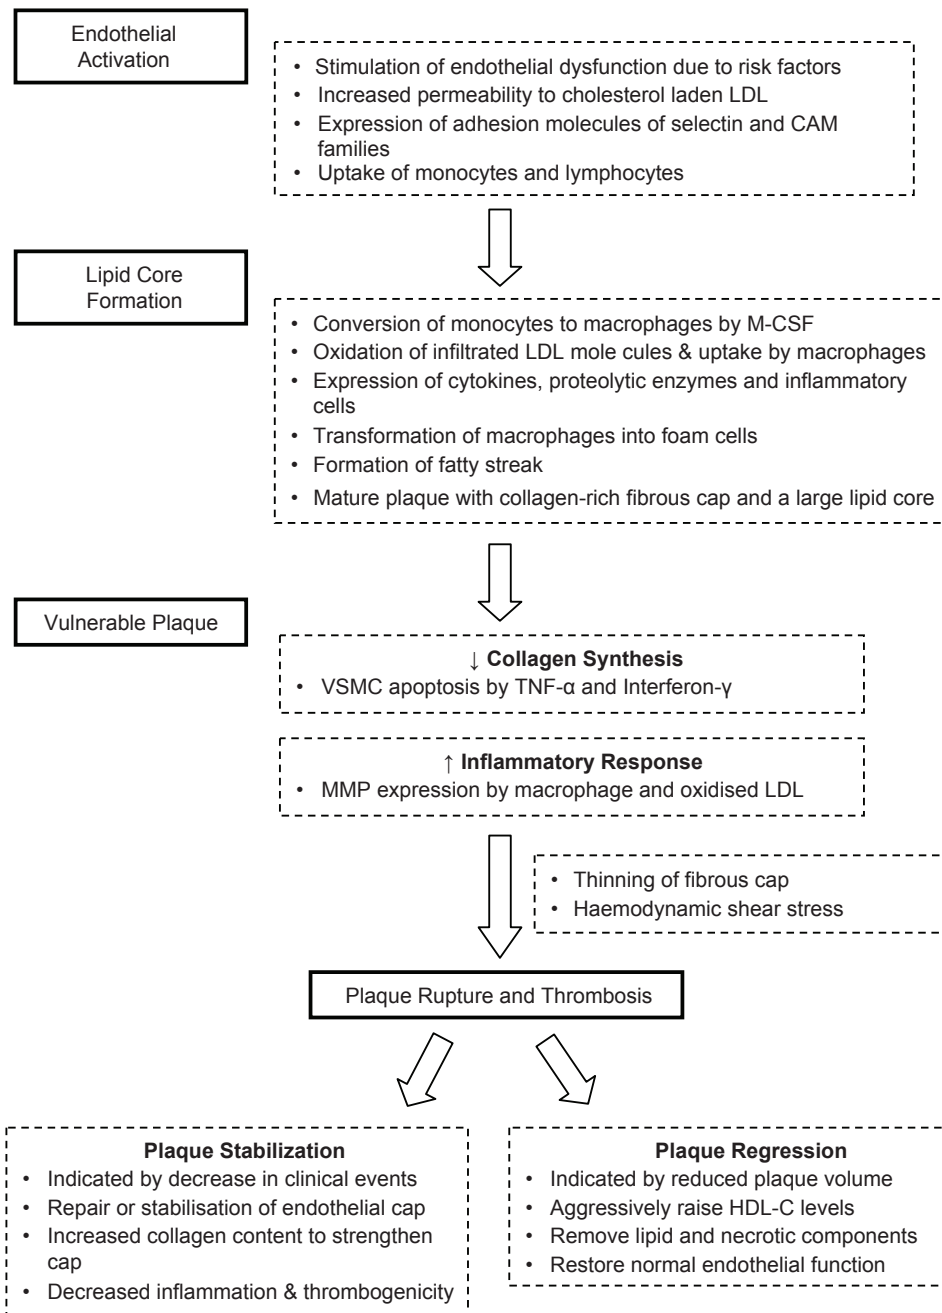 Endothelial
Activation
• Stimulation of endothelial dysfunction due to risk factors
• Increased permeability to cholesterol laden LDL
• Expression of adhesion molecules of selectin and CAM
families
• Uptake of monocytes and lymphocytes
Lipid Core
Formation
• Conversion of monocytes to macrophages by M-CSF
• Oxidation of infiltrated LDL mole cules & uptake by macrophages
• Expression of cytokines, proteolytic enzymes and inflammatory
cells
• Transformation of macrophages into foam cells
• Formation of fatty streak
• Mature plaque with collagen-rich fibrous cap and a large lipid core
Vulnerable Plaque
↓ Collagen Synthesis
• VSMC apoptosis by TNF-α and Interferon-γ
↑ Inflammatory Response
• MMP expression by macrophage and oxidised LDL
• Thinning of fibrous cap
• Haemodynamic shear stress
Plaque Rupture and Thrombosis
Plaque Stabilization
• Indicated by decrease in clinical events
• Repair or stabilisation of endothelial cap
• Increased collagen content to strengthen
cap
• Decreased inflammation & thrombogenicity
Plaque Regression
• Indicated by reduced plaque volume
• Aggressively raise HDL-C levels
• Remove lipid and necrotic components
• Restore normal endothelial function